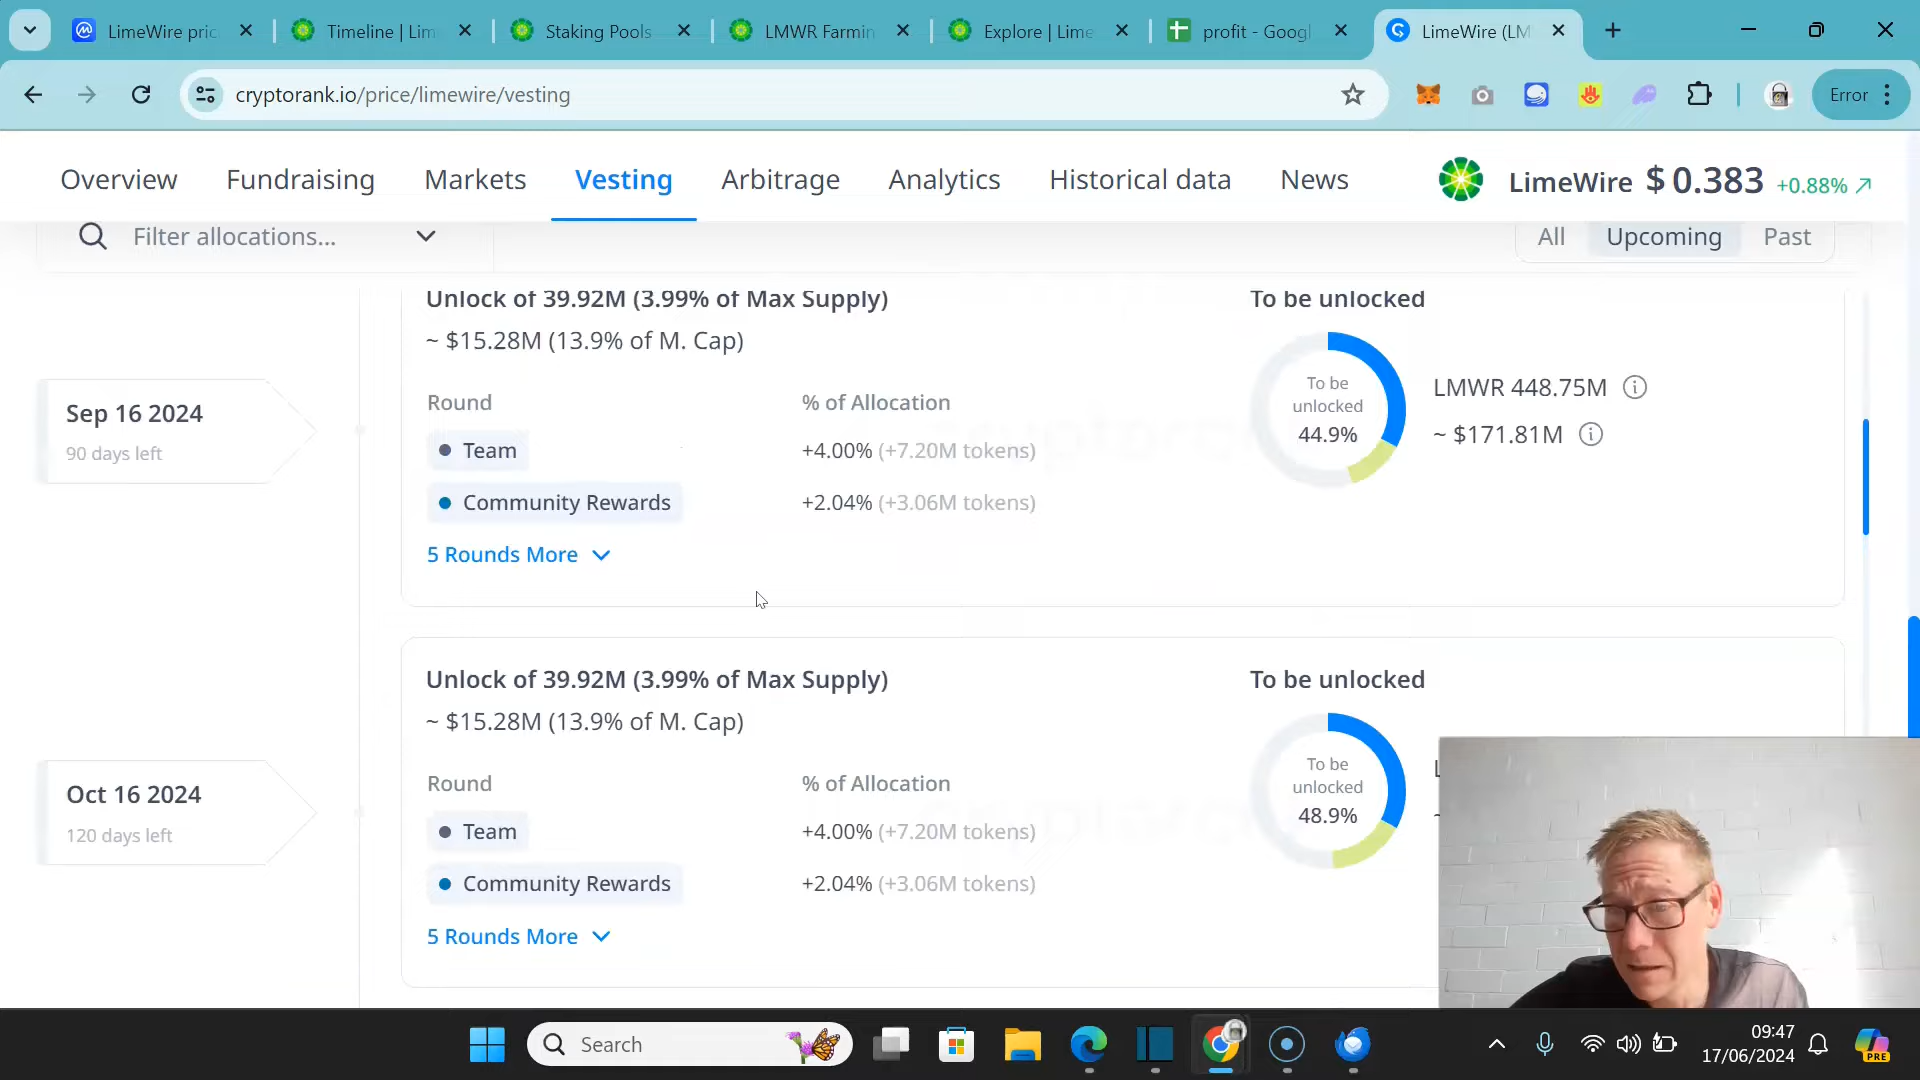 LimeWire pric
Timeline | Lim
Staking Pools
LMWR Farmin
Explore | Lime
profit - Googl
LimeWire (LM
cryptorank.io/price/limewire/vesting
Error
Overview
Fundraising
Markets
Vesting
Arbitrage
Analytics
Historical data
News
LimeWire $ 0.383 +0.88%
Filter allocations...
All
Upcoming
Past
Unlock of 39.92M (3.99% of Max Supply)
~ $15.28M (13.9% of M. Cap)
To be unlocked
Sep 16 2024
90 days left
Round
% of Allocation
Team
+4.00% (+7.20M tokens)
Community Rewards
+2.04% (+3.06M tokens)
5 Rounds More
To be
unlocked
44.9%
LMWR 448.75M
~ $171.81M
Unlock of 39.92M (3.99% of Max Supply)
~ $15.28M (13.9% of M. Cap)
To be unlocked
Oct 16 2024
120 days left
Round
% of Allocation
Team
+4.00% (+7.20M tokens)
Community Rewards
+2.04% (+3.06M tokens)
5 Rounds More
To be
unlocked
48.9%
Search
09:47
17/06/2024
PRE